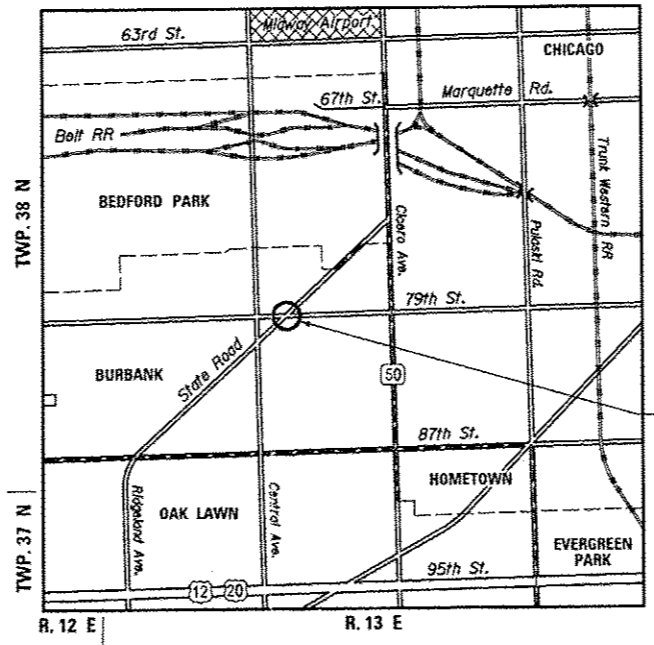 Midway Airport
63rd St.
CHICAGO
67th St.
Marquette Rd.
Belt RR
Trunk Western RR
BEDFORD PARK
TWP. 38 N
Cicero Ave.
Pulaski Rd.
79th St.
State Road
BURBANK
50
87th St.
HOMETOWN
OAK LAWN
Ridgeland Ave.
Central Ave.
TWP. 37 N
EVERGREEN
PARK
95th St.
12 20
R. 12 E
R. 13 E